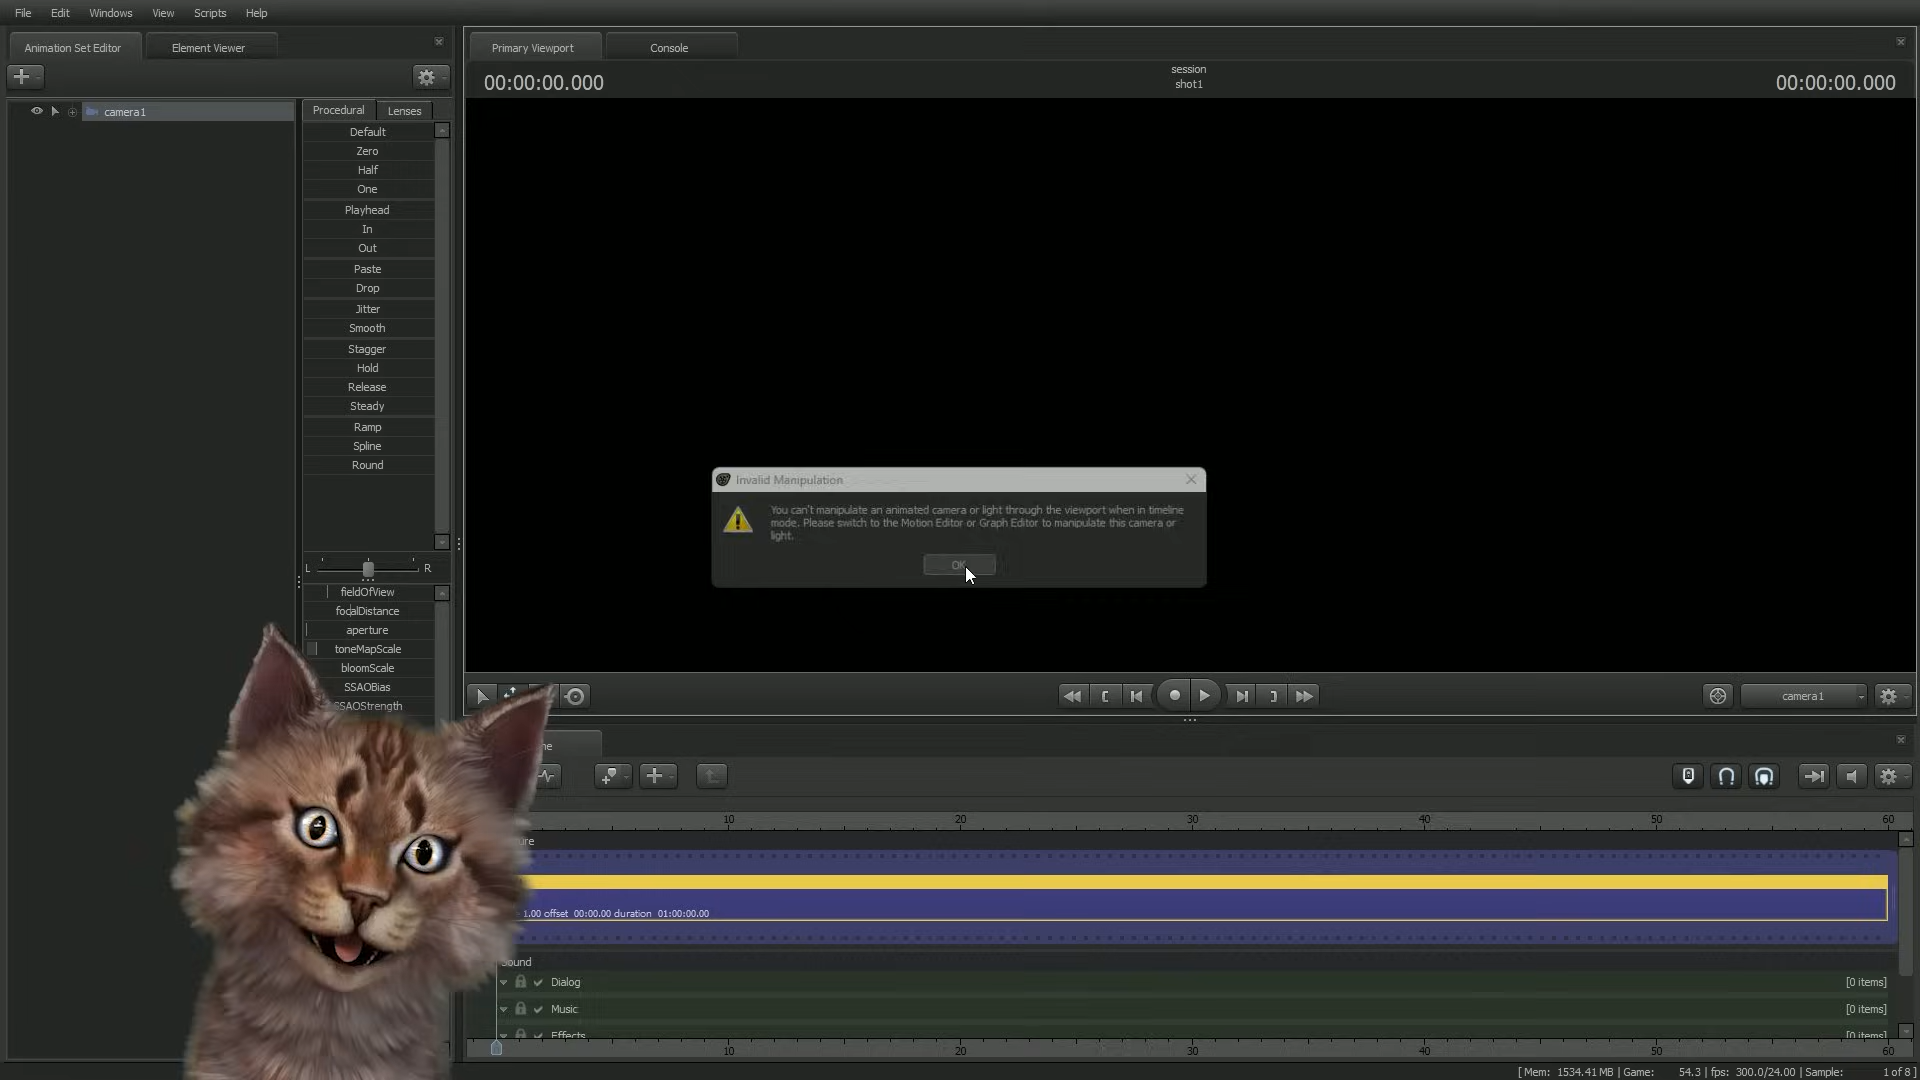 File Edit Windows View Scripts Help
Animation Set Editor Element Viewer
Primary Viewport Console
00:00:00.000
session
shot1
00:00:00.000
camera1
Procedural Lenses
Default
Zero
Half
One
Playhead
In
Out
Paste
Drop
Jitter
Smooth
Stagger
Hold
Release
Steady
Ramp
Spline
Round
L R
fieldOfView
focalDistance
aperture
toneMapScale
bloomScale
SSAOBias
SSAOStrength
Invalid Manipulation
You can't manipulate an animated camera or light through the viewport when in timeline
mode. Please switch to the Motion Editor or Graph Editor to manipulate this camera or
light.
OK
camera1
10 20 30 40 50 60
1.00 offset 00:00.00 duration 01:00:00.00
Sound
Dialog [0 items]
Music [0 items]
Effects [0 items]
10 20 30 40 50 60
[ Mem: 1534.41 MB | Game: 54.3 | fps: 300.0/24.00 | Sample: 1 of 8 ]